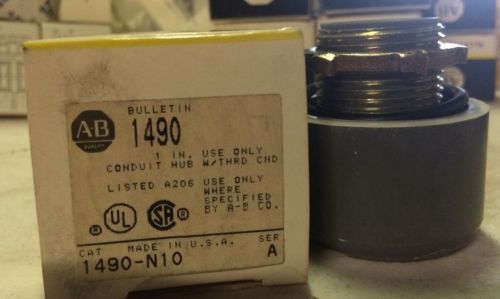 BULLETIN
1490
AB
QUALITY
1 IN. USE ONLY
CONDUIT HUB W/THRD CND
LISTED A206 USE ONLY
WHERE
SPECIFIED
BY A-B CO.
® UL SA ®
MADE IN U.S.A.
CAT SER
1490-N10 A